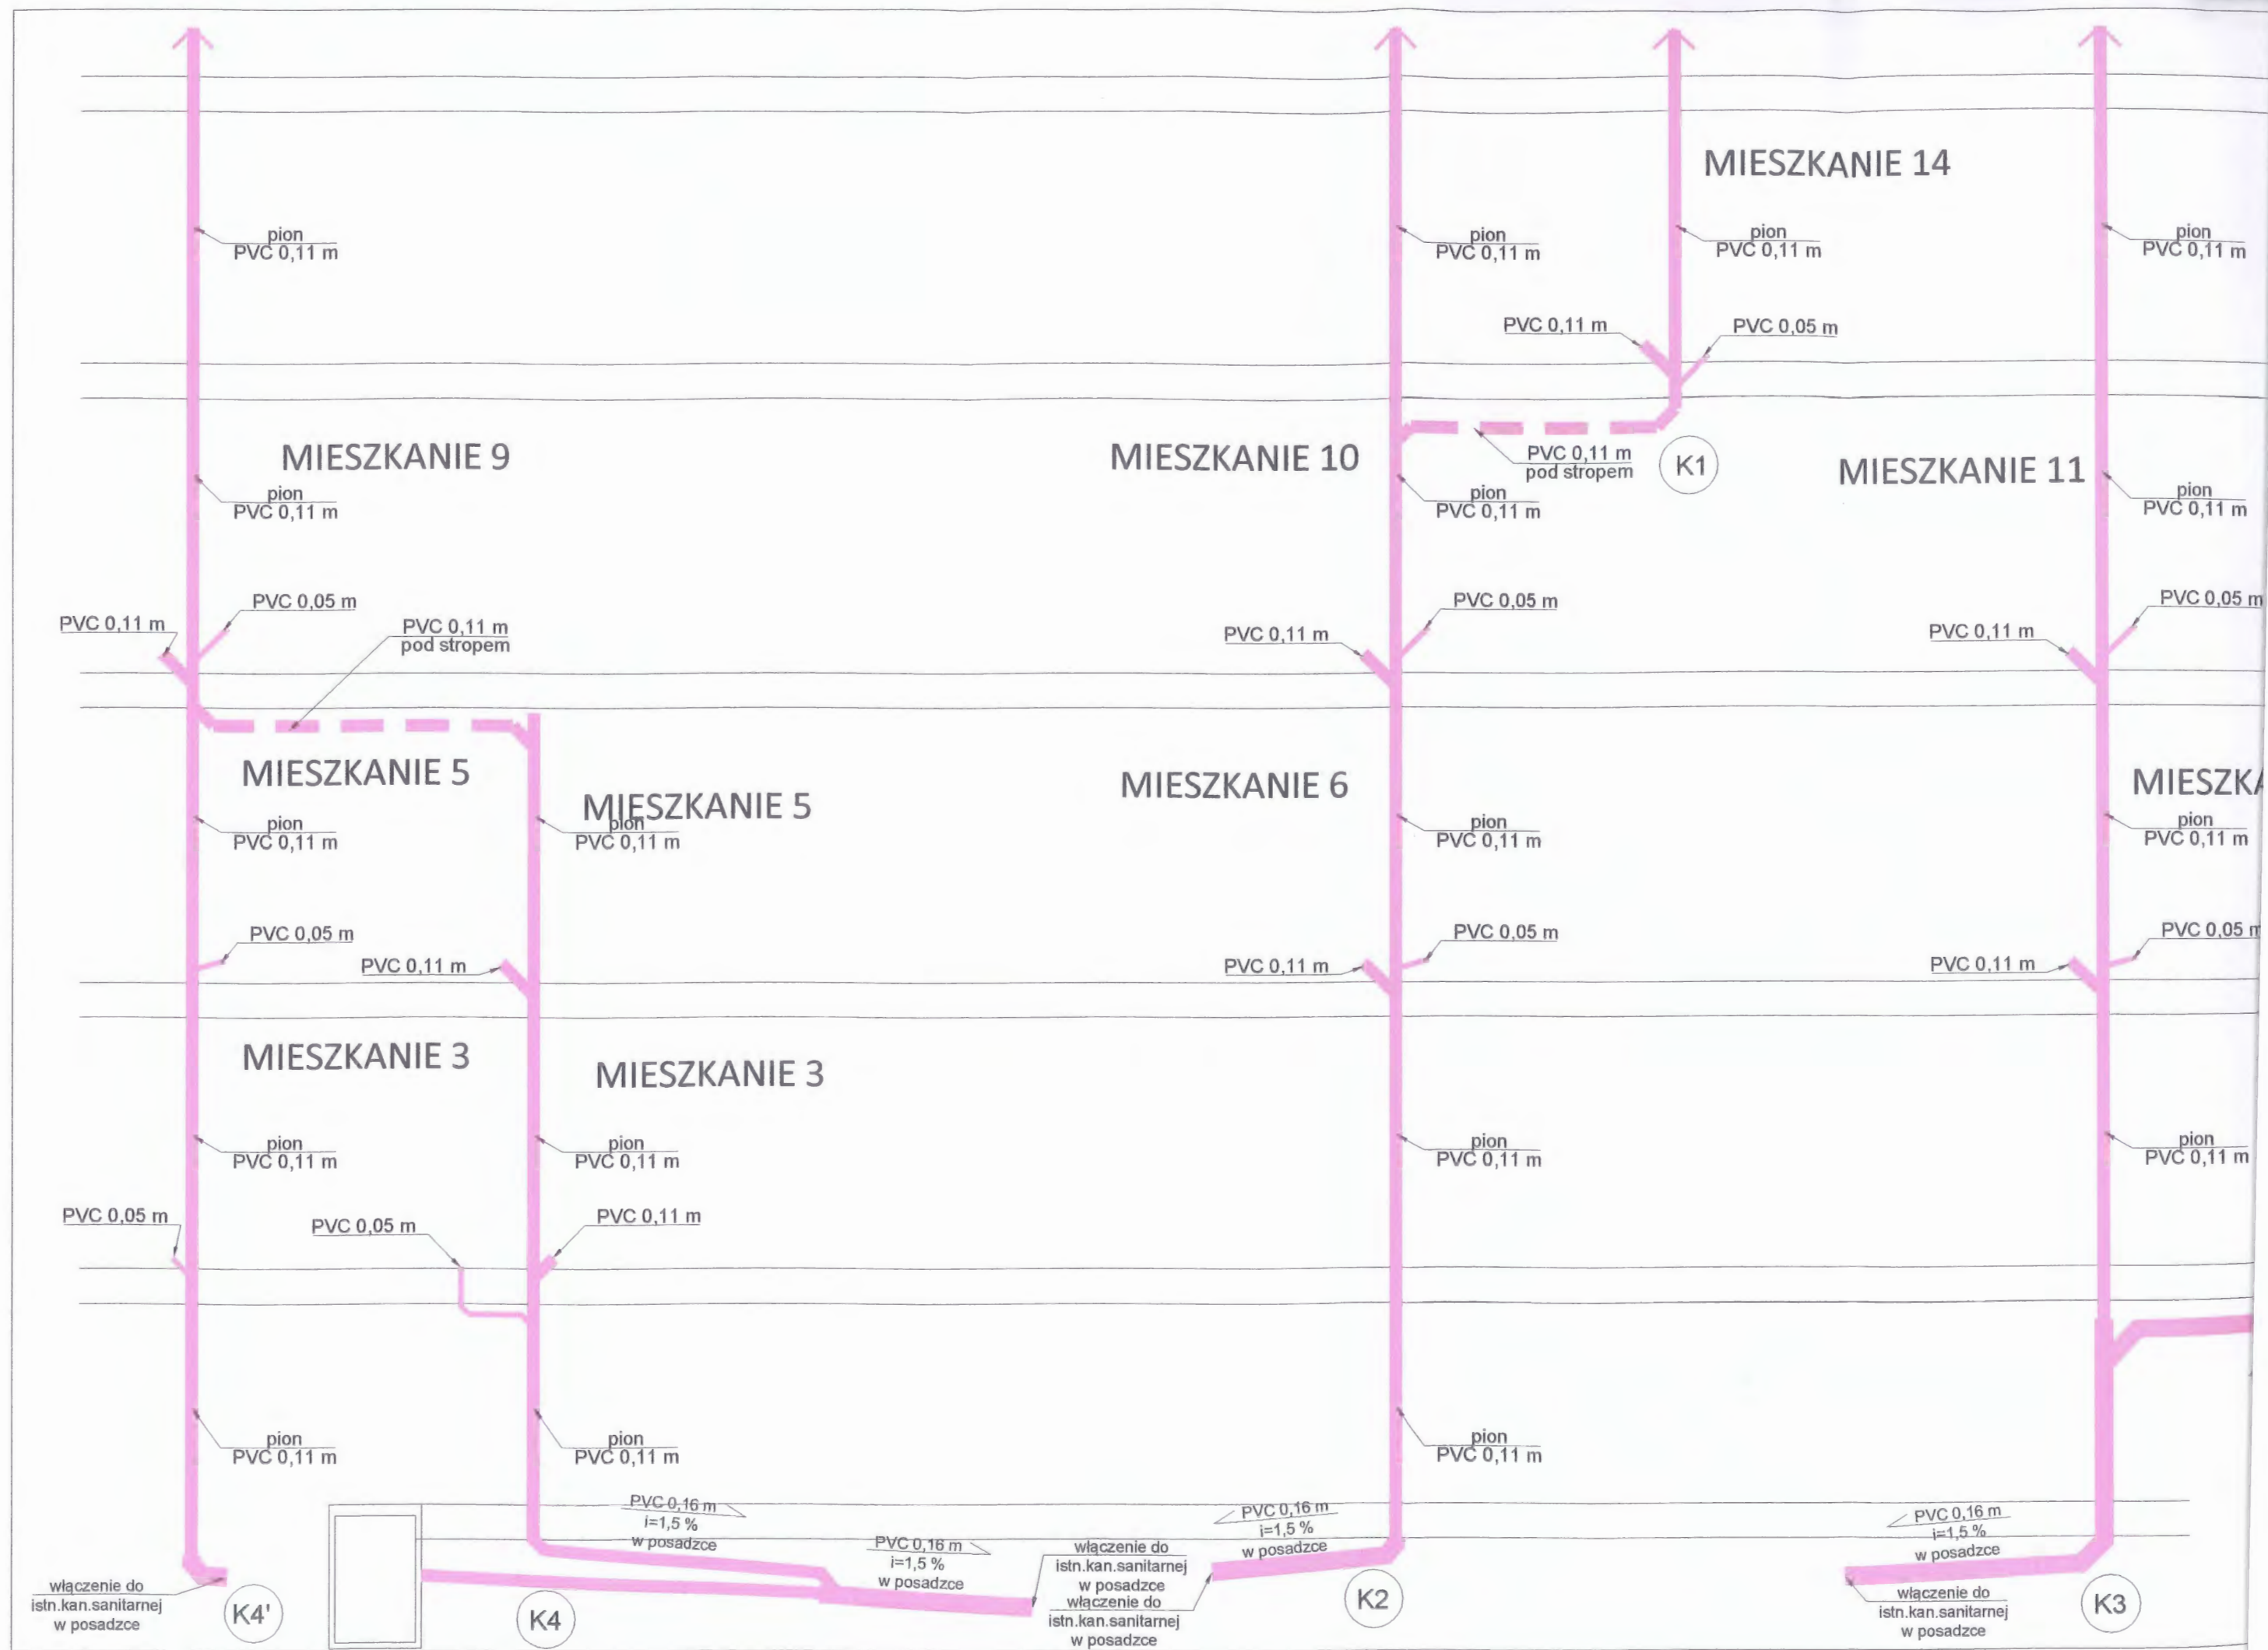 MIESZKANIE 14
pion
PVC 0,11 m
pion
PVC 0,11 m
pion
PVC 0,11 m
pion
PVC 0,11 m
PVC 0,11 m
PVC 0,05 m
MIESZKANIE 9
MIESZKANIE 10
PVC 0,11 m
pod stropem
K1
MIESZKANIE 11
pion
PVC 0,11 m
pion
PVC 0,11 m
pion
PVC 0,11 m
PVC 0,11 m
PVC 0,05 m
PVC 0,11 m
pod stropem
PVC 0,11 m
PVC 0,05 m
PVC 0,11 m
PVC 0,05 m
MIESZKANIE 5
MIESZKANIE 5
MIESZKANIE 6
MIESZKA
pion
PVC 0,11 m
pion
PVC 0,11 m
pion
PVC 0,11 m
pion
PVC 0,11 m
PVC 0,05 m
PVC 0,11 m
PVC 0,11 m
PVC 0,05 m
PVC 0,11 m
PVC 0,05 m
MIESZKANIE 3
MIESZKANIE 3
pion
PVC 0,11 m
pion
PVC 0,11 m
pion
PVC 0,11 m
pion
PVC 0,11 m
PVC 0,05 m
PVC 0,05 m
PVC 0,11 m
pion
PVC 0,11 m
pion
PVC 0,11 m
pion
PVC 0,11 m
PVC 0,16 m
i=1,5 %
w posadzce
PVC 0,16 m
i=1,5 %
w posadzce
PVC 0,16 m
i=1,5 %
w posadzce
PVC 0,16 m
i=1,5 %
w posadzce
włączenie do
istn.kan.sanitarnej
w posadzce
K4'
K4
włączenie do
istn.kan.sanitarnej
w posadzce
włączenie do
istn.kan.sanitarnej
w posadzce
K2
włączenie do
istn.kan.sanitarnej
w posadzce
K3